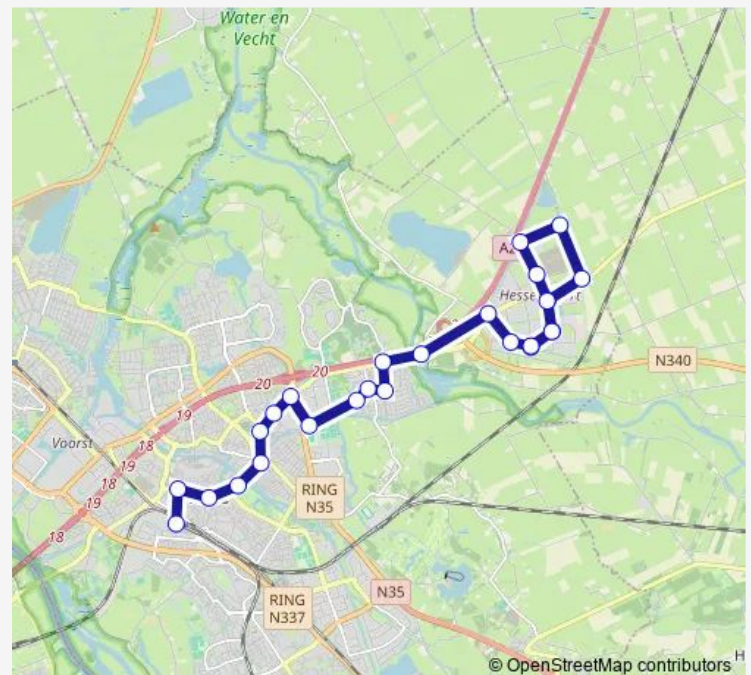 Water en
Vecht
A2
Hesse
N340
20
20
19
18
Voorst
19
18
19
18
RING
N35
N35
RING
N337
H
© OpenStreetMap contributors